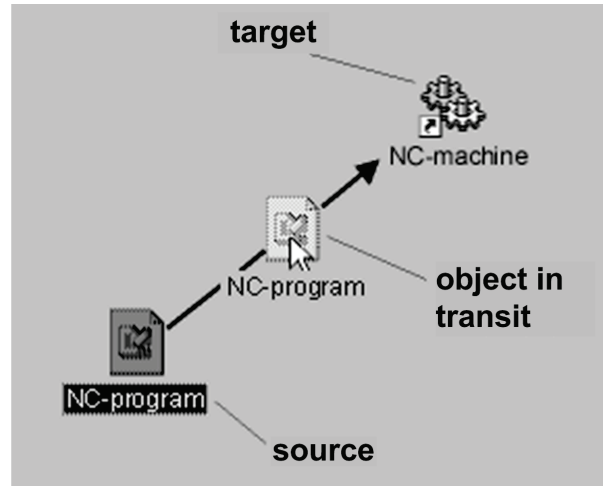 target
NC-machine
NC-program
object in
transit
NC-program
source